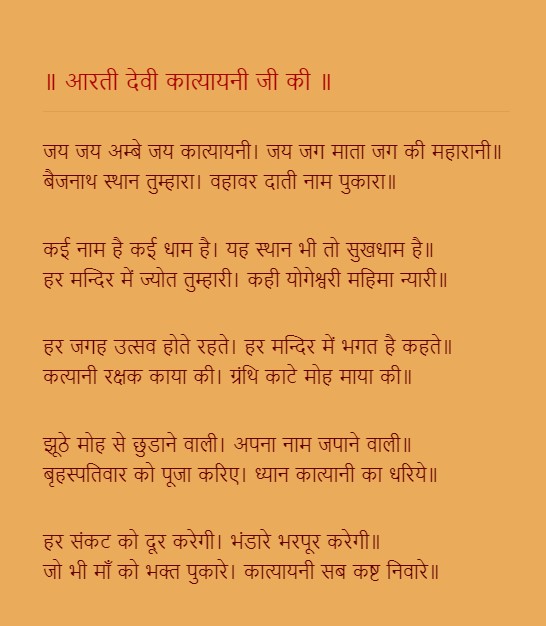 ॥ आरती देवी कात्यायनी जी की ॥
जय जय अम्बे जय कात्यायनी। जय जग माता जग की महारानी॥
बैजनाथ स्थान तुम्हारा। वहावर दाती नाम पुकारा॥
कई नाम है कई धाम है। यह स्थान भी तो सुखधाम है॥
हर मन्दिर में ज्योत तुम्हारी। कही योगेश्वरी महिमा न्यारी॥
हर जगह उत्सव होते रहते। हर मन्दिर में भगत है कहते॥
कत्यानी रक्षक काया की। ग्रंथि काटे मोह माया की॥
झूठे मोह से छुडाने वाली। अपना नाम जपाने वाली॥
बृहस्पतिवार को पूजा करिए। ध्यान कात्यानी का धरिये॥
हर संकट को दूर करेगी। भंडारे भरपूर करेगी॥
जो भी माँ को भक्त पुकारे। कात्यायनी सब कष्ट निवारे॥